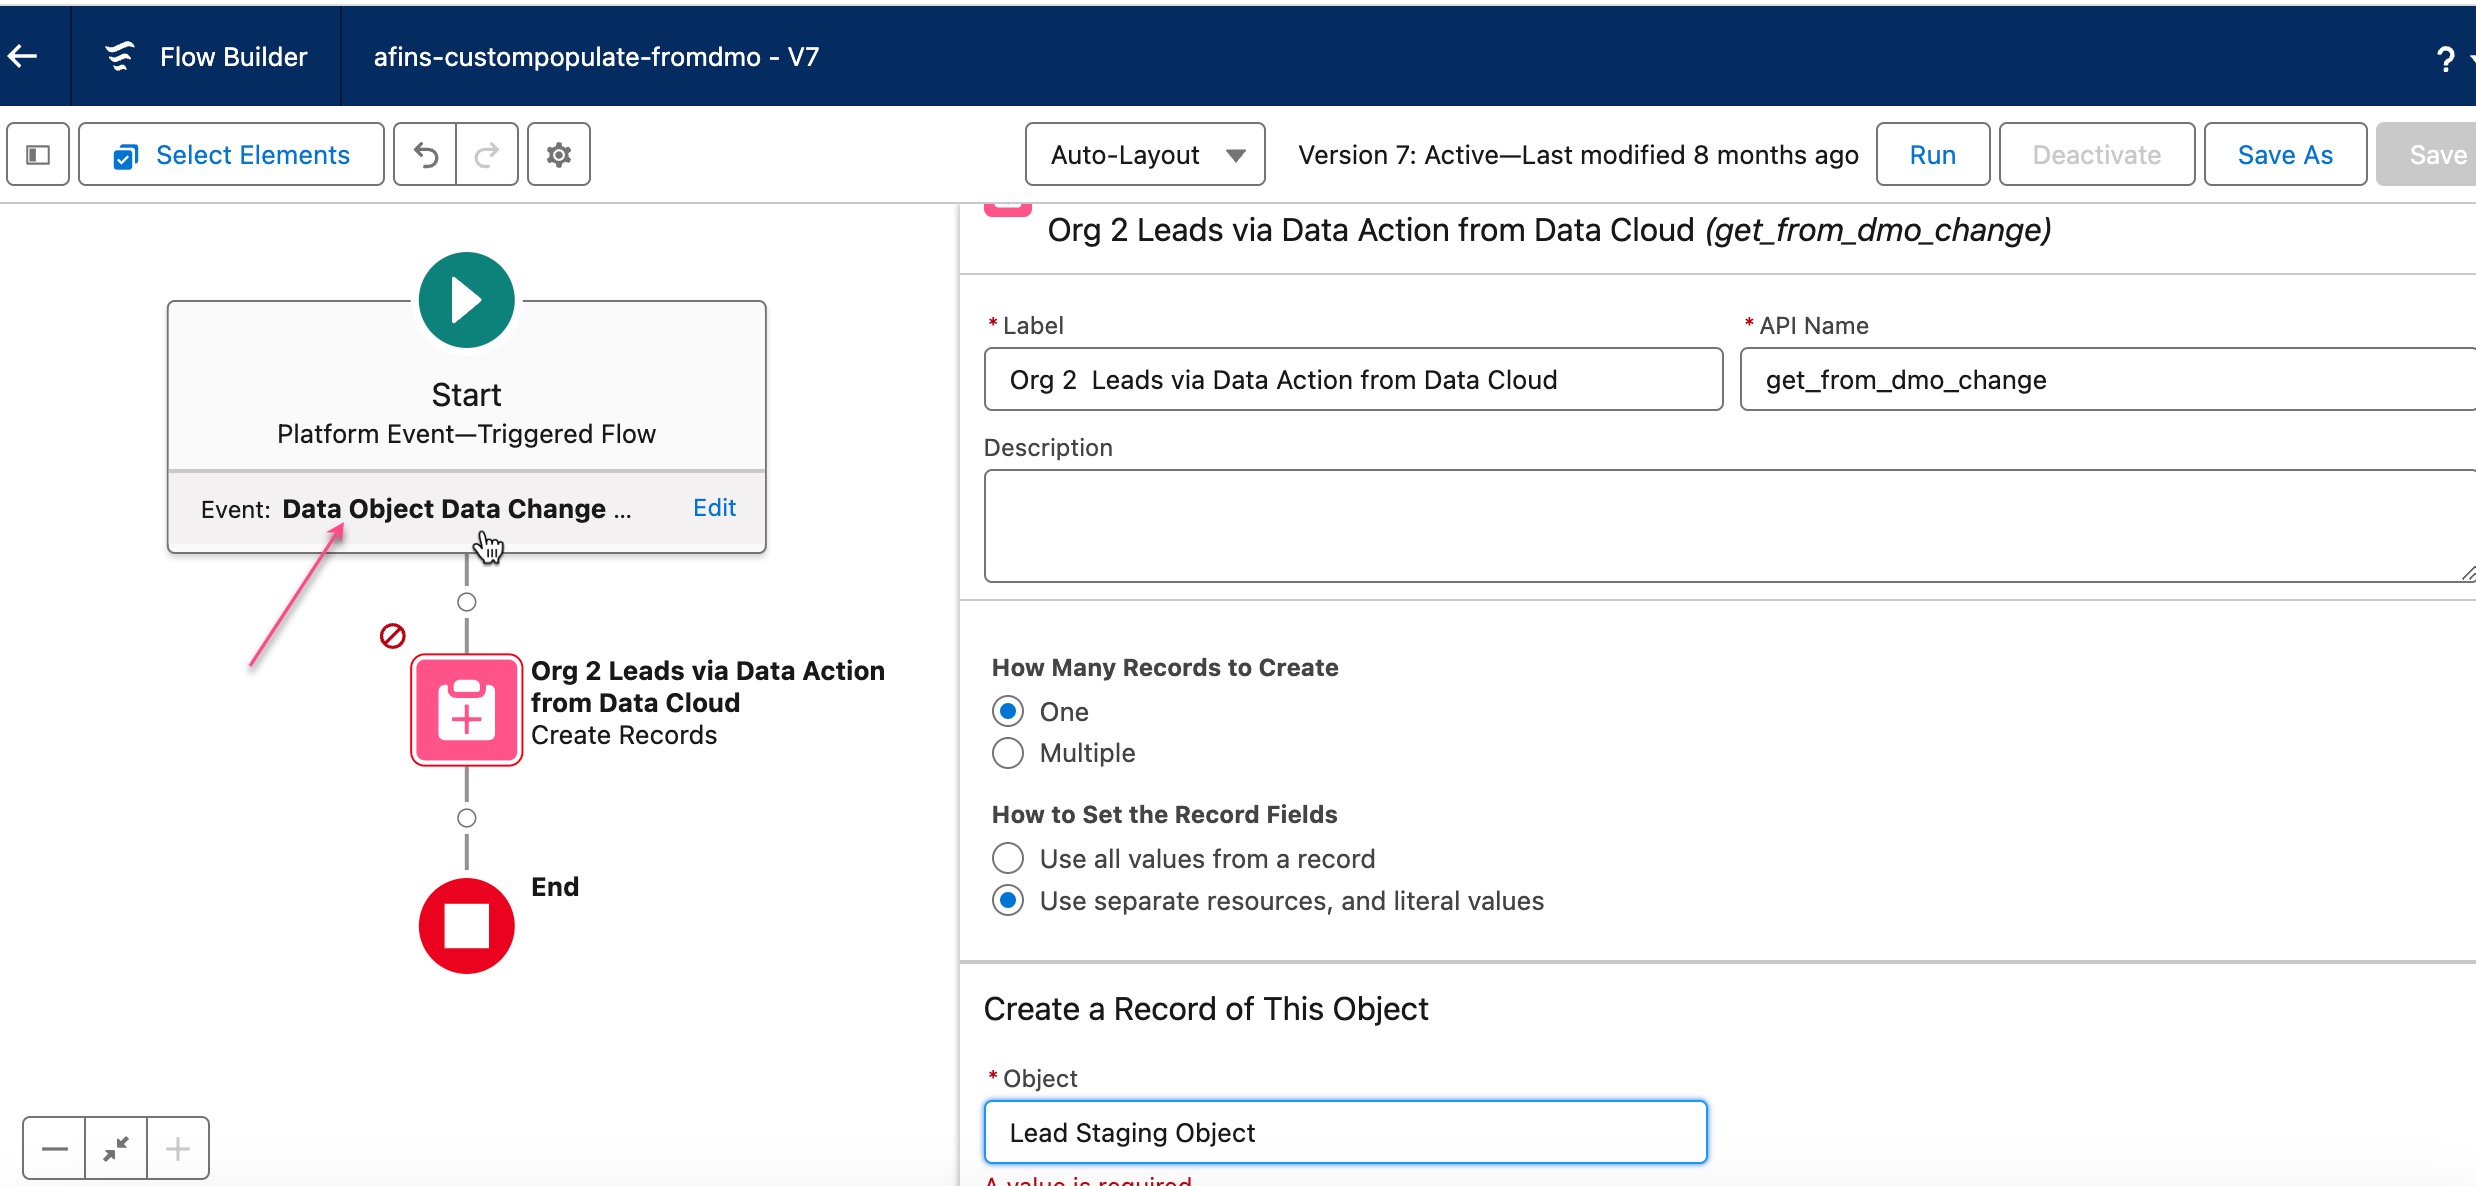 Flow Builder
afins-custompopulate-fromdmo - V7
?
Select Elements
Auto-Layout
Version 7: Active—Last modified 8 months ago
Run
Deactivate
Save As
Save
Org 2 Leads via Data Action from Data Cloud (get_from_dmo_change)
* Label
* API Name
Org 2  Leads via Data Action from Data Cloud
get_from_dmo_change
Description
How Many Records to Create
One
Multiple
How to Set the Record Fields
Use all values from a record
Use separate resources, and literal values
Create a Record of This Object
* Object
Lead Staging Object
A value is required
Start
Platform Event—Triggered Flow
Event: Data Object Data Change ...
Edit
Org 2 Leads via Data Action
from Data Cloud
Create Records
End